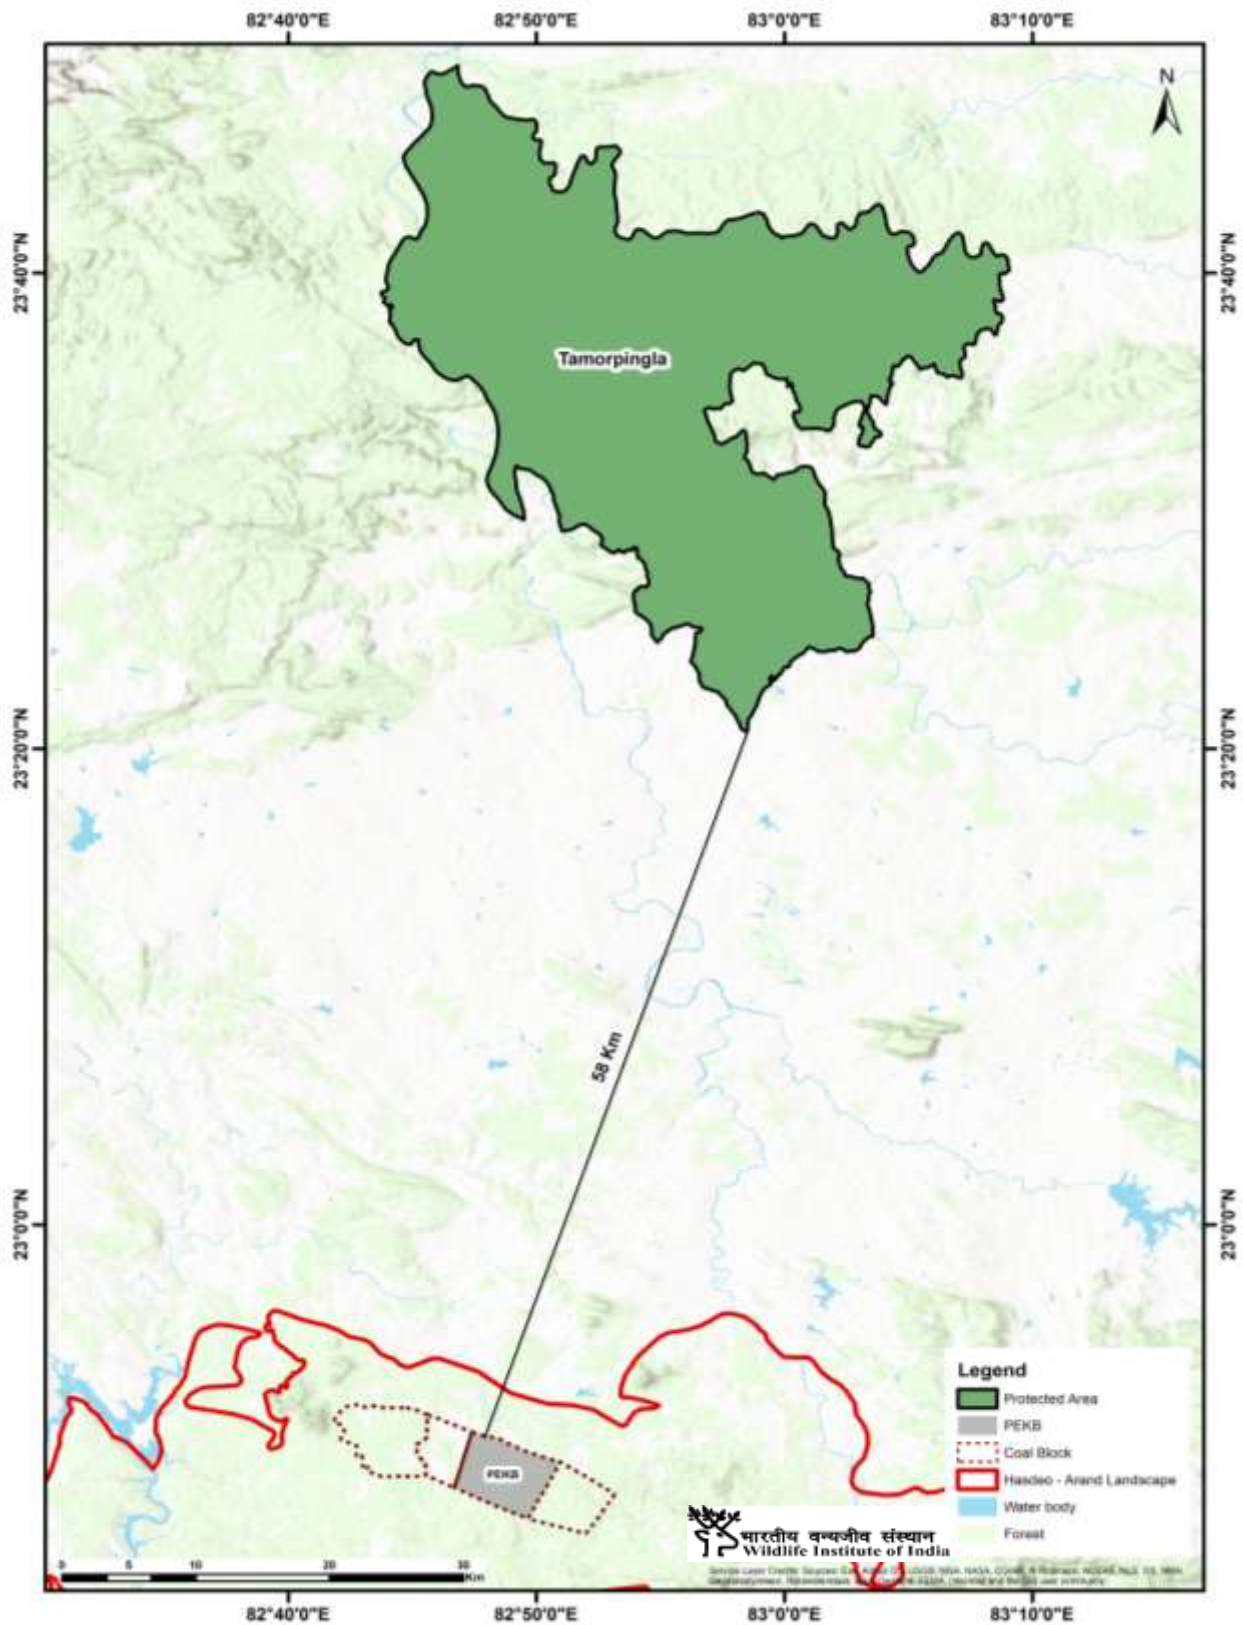 82°40'0"E 82°50'0"E 83°0'0"E 83°10'0"E
N
23°40'0"N 23°40'0"N
Tamorpingla
23°20'0"N 23°20'0"N
58 Km
23°0'0"N 23°0'0"N
Legend
Protected Area
PEKB
Coal Block
Hasdeo - Arand Landscape
Water body
Forest
PEKB
भारतीय वन्यजीव संस्थान
Wildlife Institute of India
0 5 10 20 30
Km
82°40'0"E 82°50'0"E 83°0'0"E 83°10'0"E